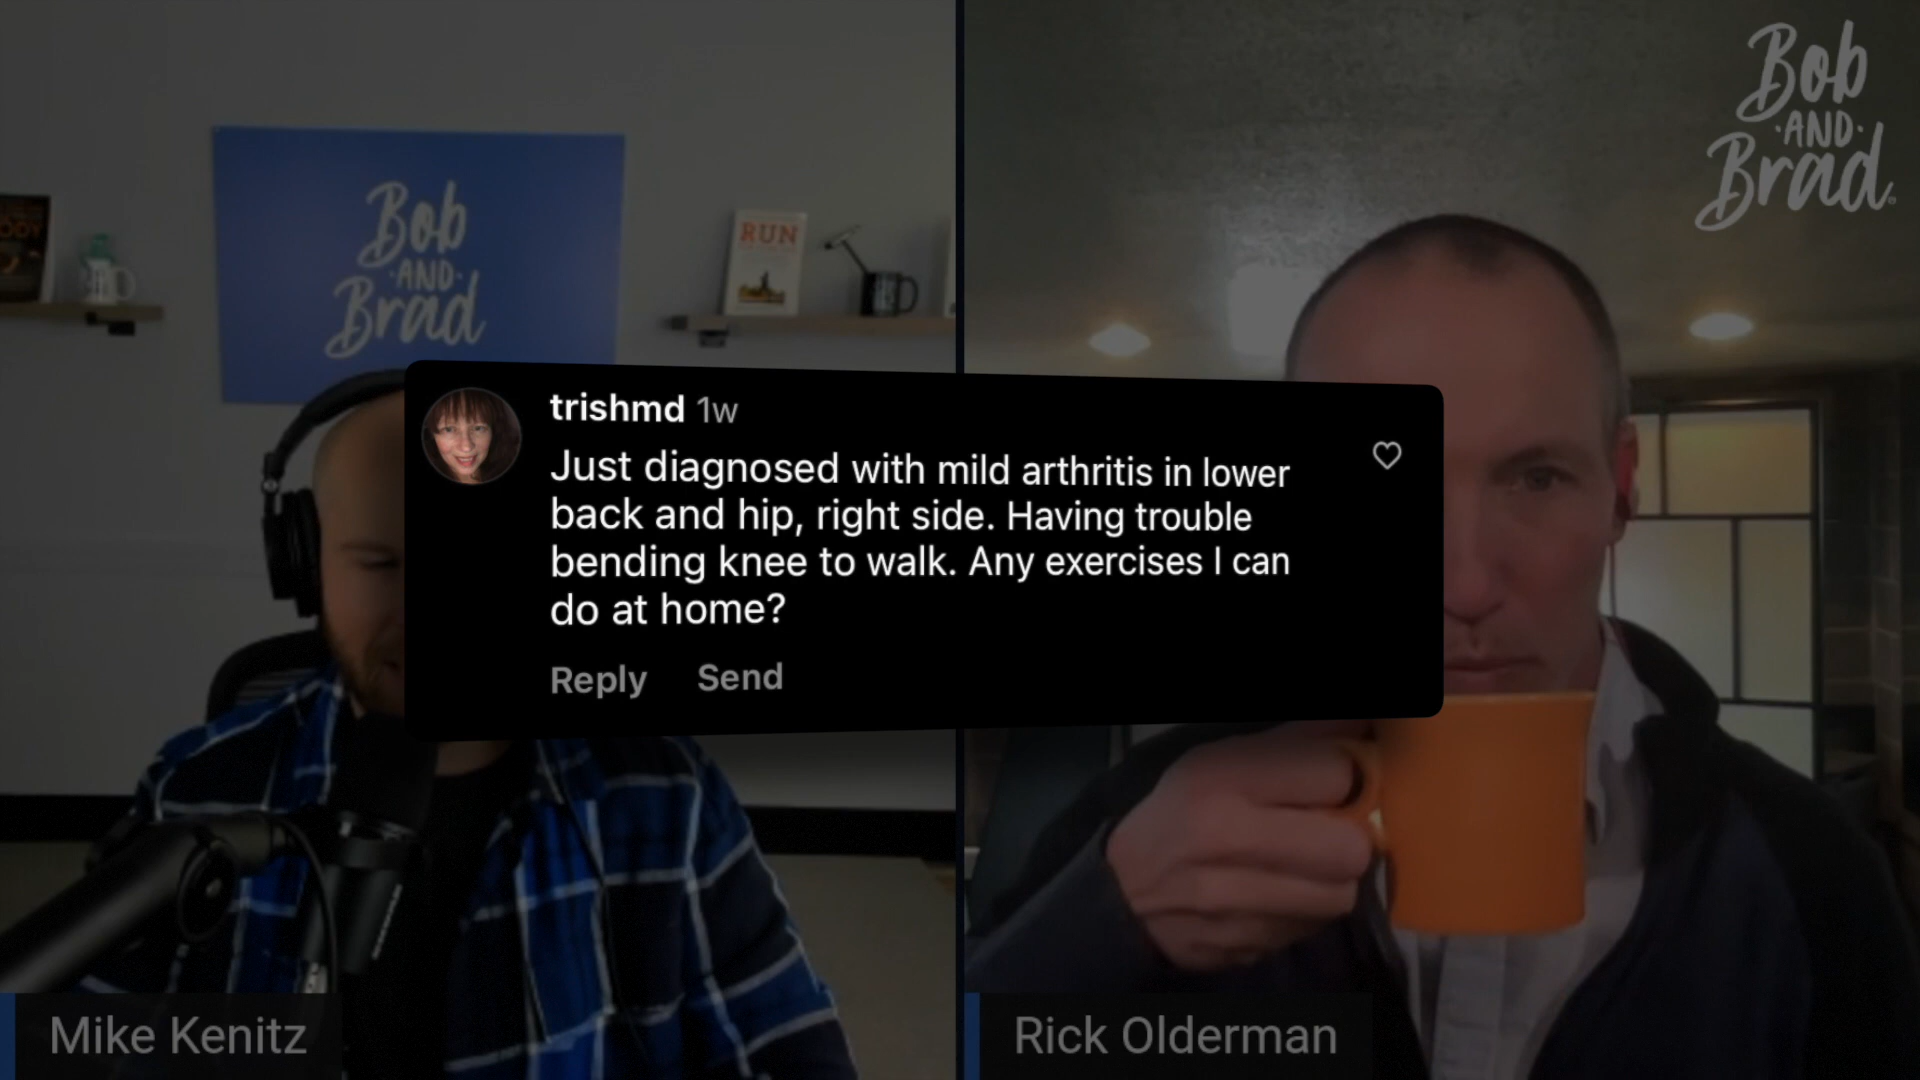 Bob
AND
Brad
Bob
AND
Brad
RUN
ODY
trishmd 1w
Just diagnosed with mild arthritis in lower
back and hip, right side. Having trouble
bending knee to walk. Any exercises I can
do at home?
Reply Send
Mike Kenitz
Rick Olderman